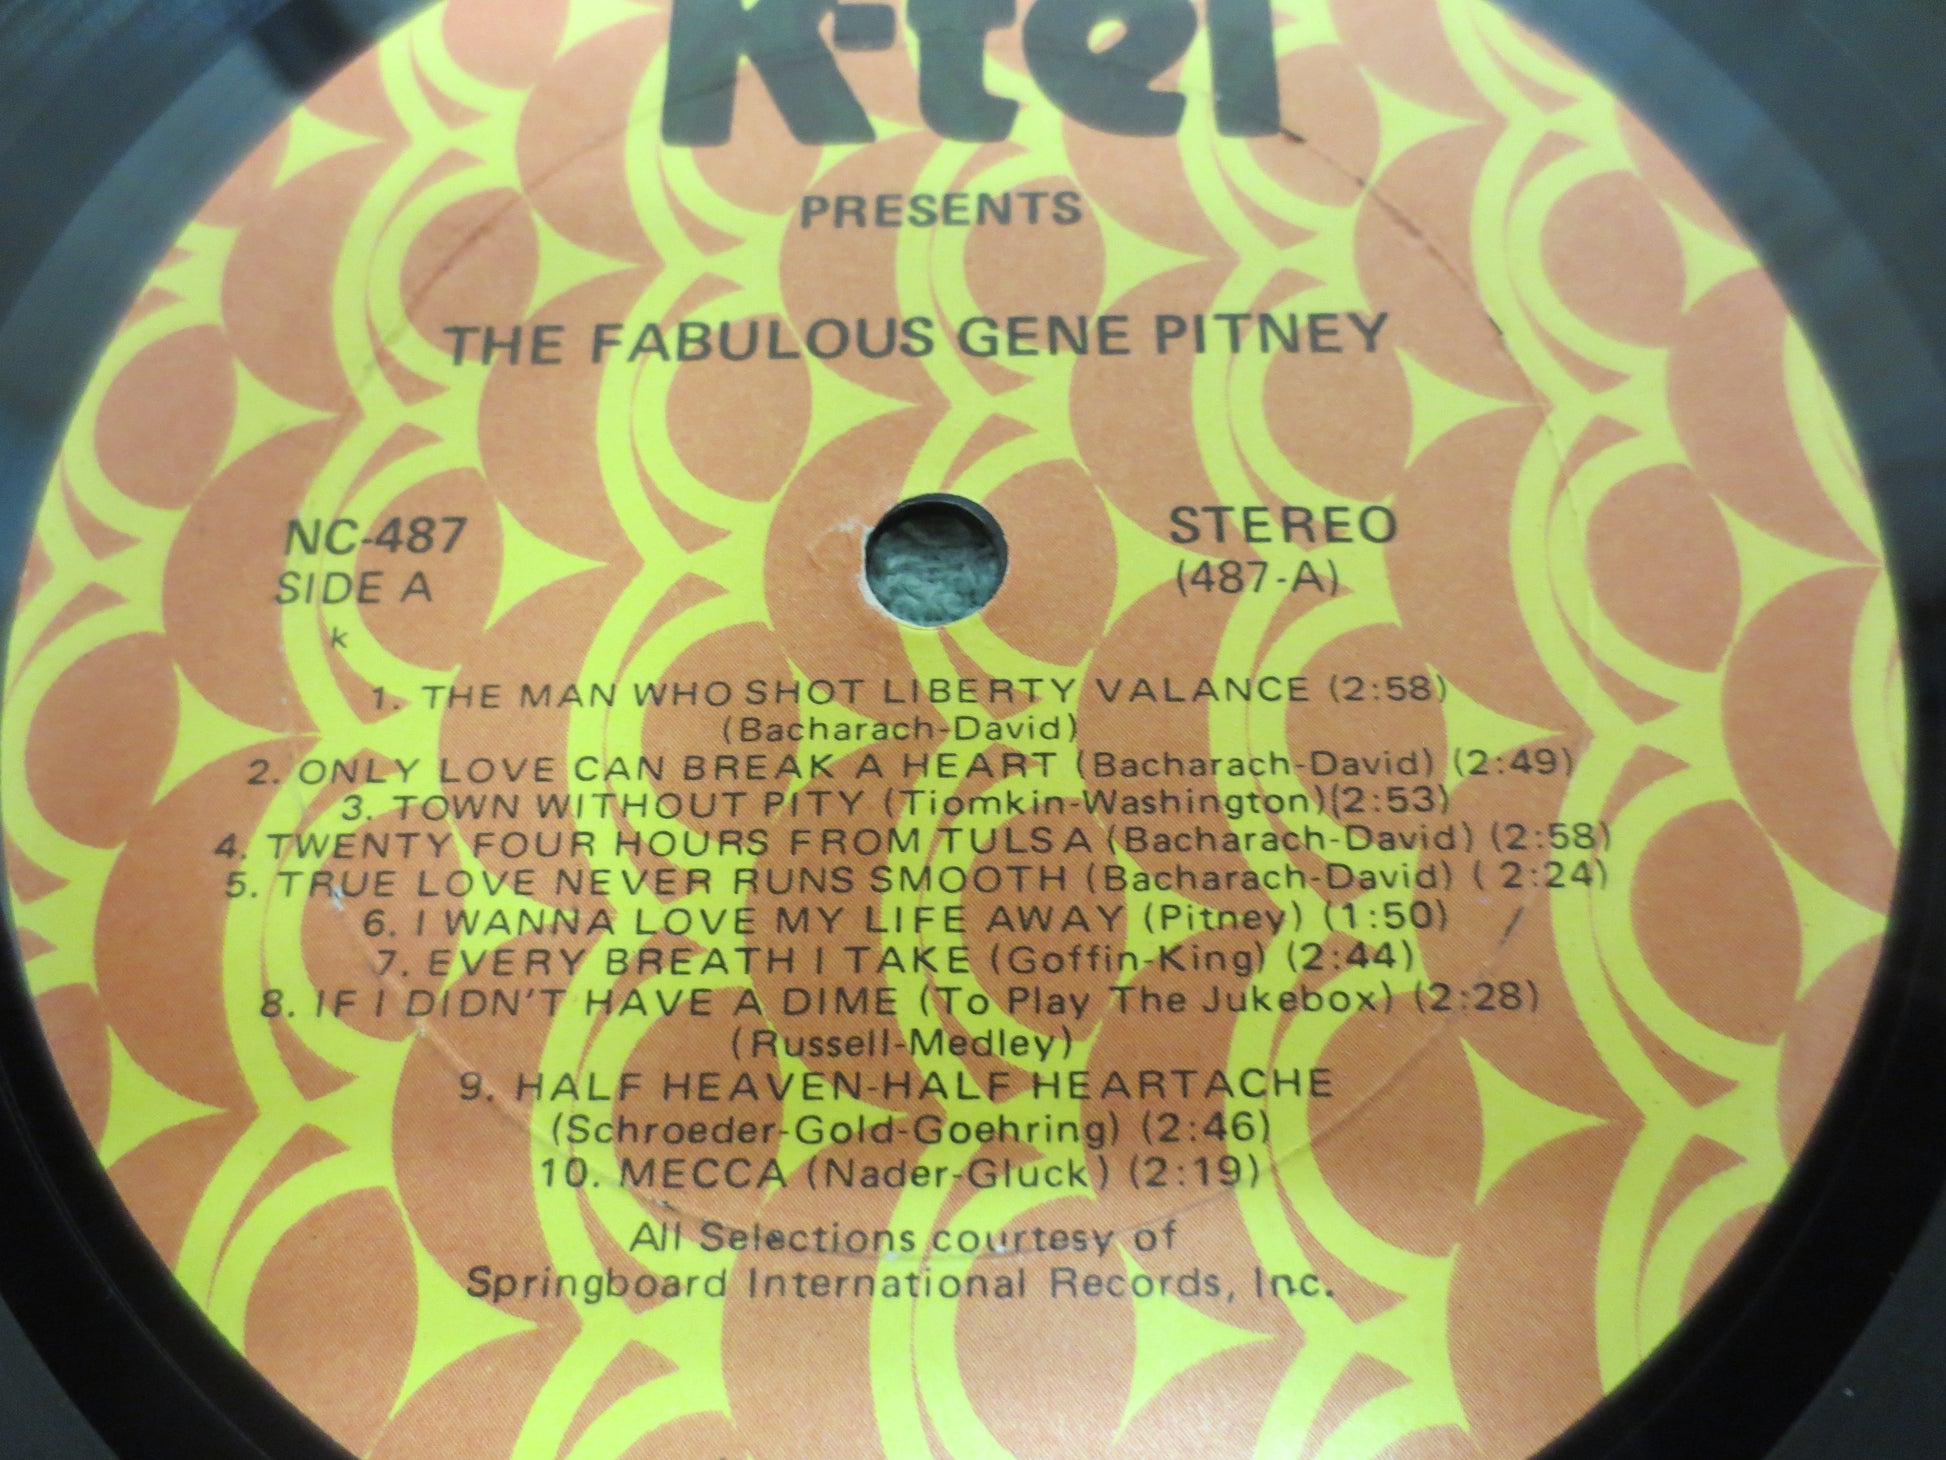 K-tel
PRESENTS
THE FABULOUS GENE PITNEY
NC-487
SIDE A
k
STEREO
(487-A)
1. THE MAN WHO SHOT LIBERTY VALANCE (2:58)
(Bacharach-David)
2. ONLY LOVE CAN BREAK A HEART (Bacharach-David) (2:49)
3. TOWN WITHOUT PITY (Tiomkin-Washington)(2:53)
4. TWENTY FOUR HOURS FROM TULSA (Bacharach-David) (2:58)
5. TRUE LOVE NEVER RUNS SMOOTH (Bacharach-David) ( 2:24)
6. I WANNA LOVE MY LIFE AWAY (Pitney) (1:50)
7. EVERY BREATH I TAKE (Goffin-King) (2:44)
8. IF I DIDN'T HAVE A DIME (To Play The Jukebox) (2:28)
(Russell-Medley)
9. HALF HEAVEN-HALF HEARTACHE
(Schroeder-Gold-Goehring) (2:46)
10. MECCA (Nader-Gluck) (2:19)
All Selections courtesy of
Springboard International Records, Inc.